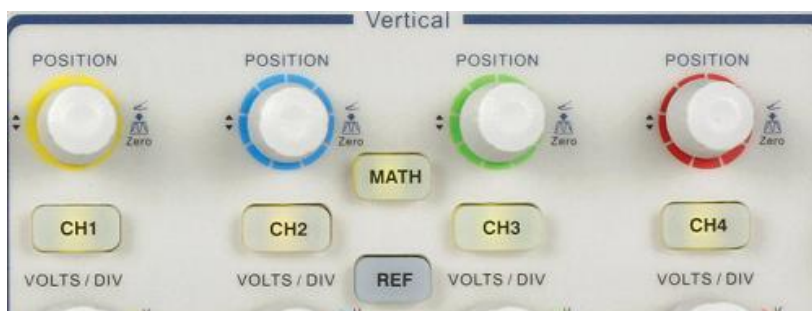 Vertical
POSITION POSITION POSITION POSITION
Zero Zero Zero Zero
MATH
CH1 CH2 CH3 CH4
VOLTS / DIV VOLTS / DIV REF VOLTS / DIV VOLTS / DIV